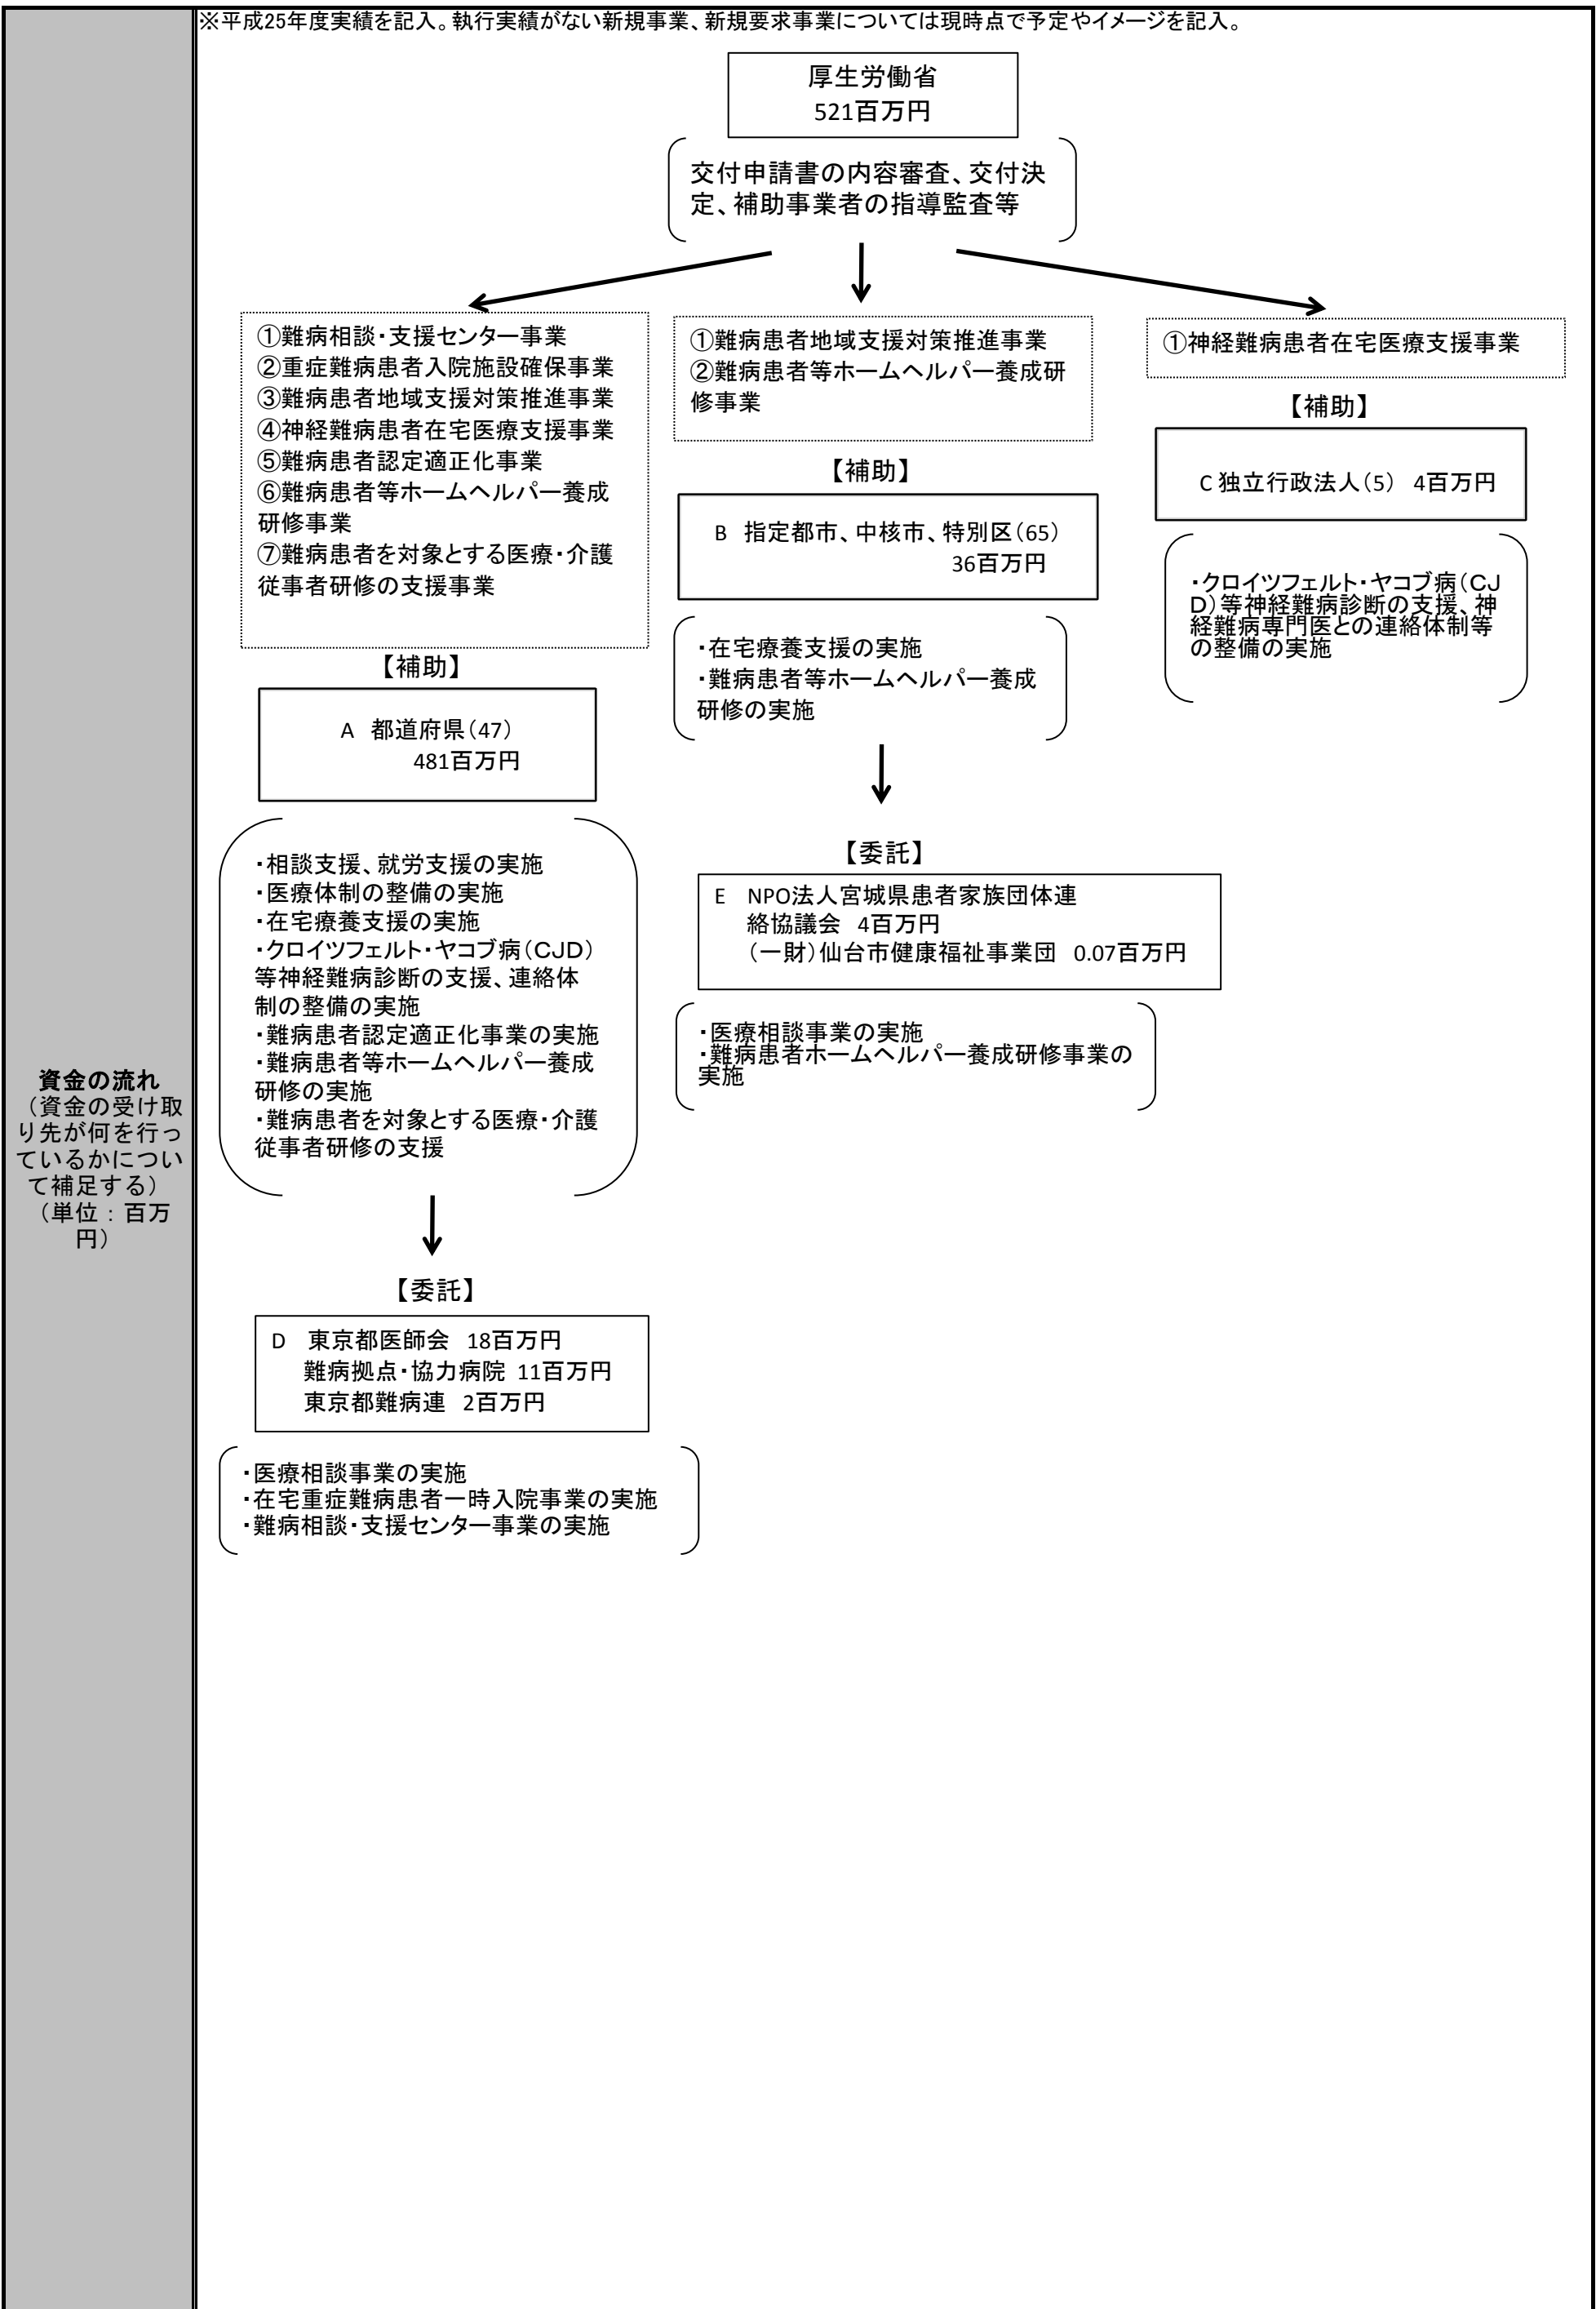 ※平成25年度実績を記入。執行実績がない新規事業、新規要求事業については現時点で予定やイメージを記入。
資金の流れ
（資金の受け取
り先が何を行っ
ているかについ
て補足する）
（単位：百万
円）
厚生労働省
521百万円
交付申請書の内容審査、交付決
定、補助事業者の指導監査等
①難病相談・支援センター事業
②重症難病患者入院施設確保事業
③難病患者地域支援対策推進事業
④神経難病患者在宅医療支援事業
⑤難病患者認定適正化事業
⑥難病患者等ホームヘルパー養成
研修事業
⑦難病患者を対象とする医療・介護
従事者研修の支援事業
【補助】
A 都道府県（47）
481百万円
・相談支援、就労支援の実施
・医療体制の整備の実施
・在宅療養支援の実施
・クロイツフェルト・ヤコブ病（CJD）
等神経難病診断の支援、連絡体
制の整備の実施
・難病患者認定適正化事業の実施
・難病患者等ホームヘルパー養成
研修の実施
・難病患者を対象とする医療・介護
従事者研修の支援
【委託】
D 東京都医師会 18百万円
難病拠点・協力病院 11百万円
東京都難病連 2百万円
・医療相談事業の実施
・在宅重症難病患者一時入院事業の実施
・難病相談・支援センター事業の実施
①難病患者地域支援対策推進事業
②難病患者等ホームヘルパー養成研
修事業
【補助】
B 指定都市、中核市、特別区（65）
36百万円
・在宅療養支援の実施
・難病患者等ホームヘルパー養成
研修の実施
【委託】
E NPO法人宮城県患者家族団体連
絡協議会 4百万円
（一財）仙台市健康福祉事業団 0.07百万円
・医療相談事業の実施
・難病患者ホームヘルパー養成研修事業の
実施
①神経難病患者在宅医療支援事業
【補助】
C 独立行政法人（5） 4百万円
・クロイツフェルト・ヤコブ病（CJ
D）等神経難病診断の支援、神
経難病専門医との連絡体制等
の整備の実施